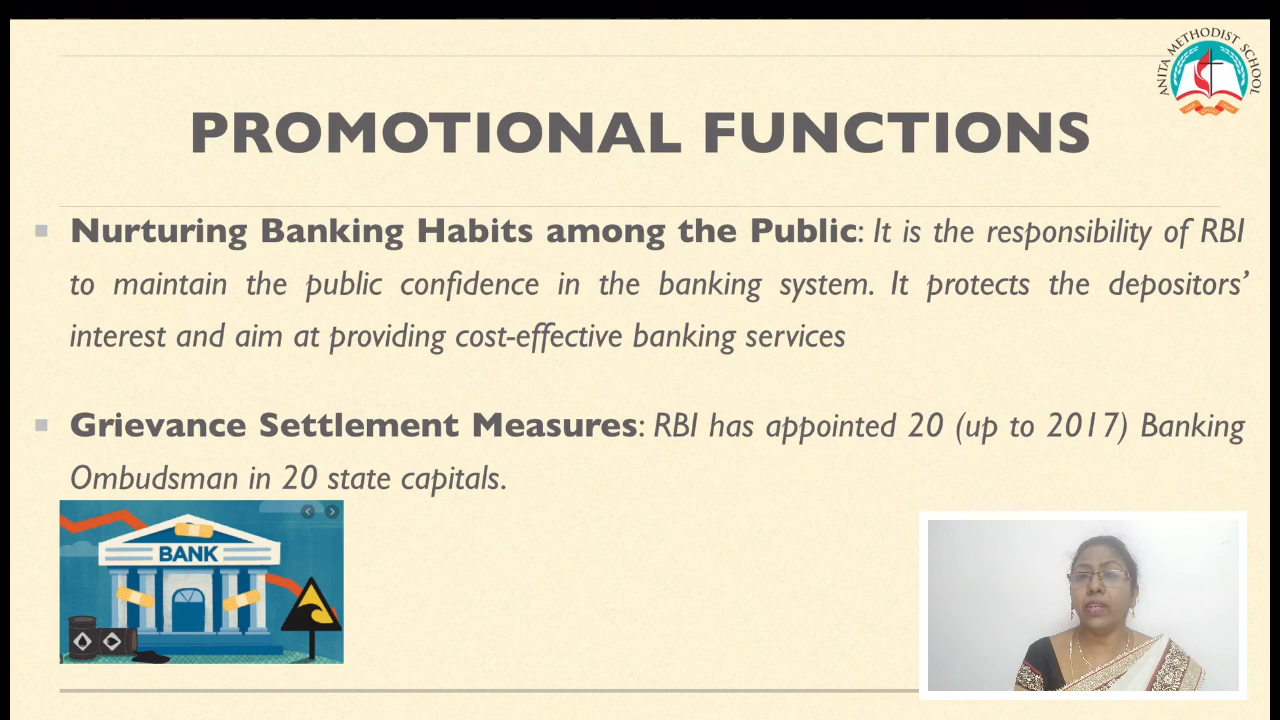 ANITA METHODIST SCHOOL
PROMOTIONAL FUNCTIONS
Nurturing Banking Habits among the Public: It is the responsibility of RBI
to maintain the public confidence in the banking system. It protects the depositors’
interest and aim at providing cost-effective banking services
Grievance Settlement Measures: RBI has appointed 20 (up to 2017) Banking
Ombudsman in 20 state capitals.
BANK